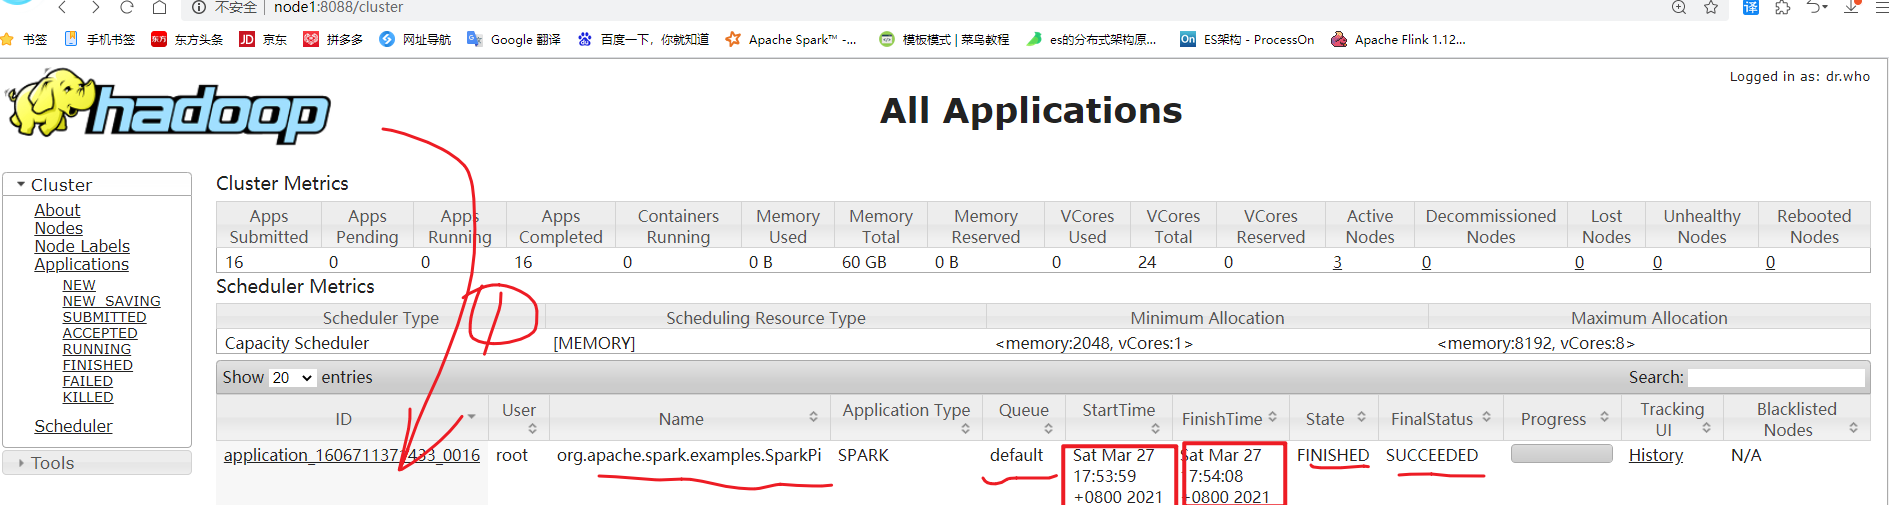 不安全 node1:8088/cluster
译
书签 手机书签 东方头条 JD 京东 拼多多 网址导航 Google 翻译 百度一下，你就知道 Apache Spark™ -... 模板模式 | 菜鸟教程 es的分布式架构原... On ES架构 - ProcessOn Apache Flink 1.12...
Logged in as: dr.who
hadoop
All Applications
Cluster
About
Nodes
Node Labels
Applications
NEW
NEW_SAVING
SUBMITTED
ACCEPTED
RUNNING
FINISHED
FAILED
KILLED
Scheduler
Tools
Cluster Metrics
Apps Submitted Apps Pending Apps Running Apps Completed Containers Running Memory Used Memory Total Memory Reserved VCores Used VCores Total VCores Reserved Active Nodes Decommissioned Nodes Lost Nodes Unhealthy Nodes Rebooted Nodes
16 0 0 16 0 0 B 60 GB 0 B 0 24 0 3 0 0 0 0
Scheduler Metrics
Scheduler Type Scheduling Resource Type Minimum Allocation Maximum Allocation
Capacity Scheduler [MEMORY] <memory:2048, vCores:1> <memory:8192, vCores:8>
Show 20 entries Search:
ID User Name Application Type Queue StartTime FinishTime State FinalStatus Progress Tracking UI Blacklisted Nodes
application_1606711371433_0016 root org.apache.spark.examples.SparkPi SPARK default Sat Mar 27 17:53:59 +0800 2021 Sat Mar 27 17:54:08 +0800 2021 FINISHED SUCCEEDED History N/A